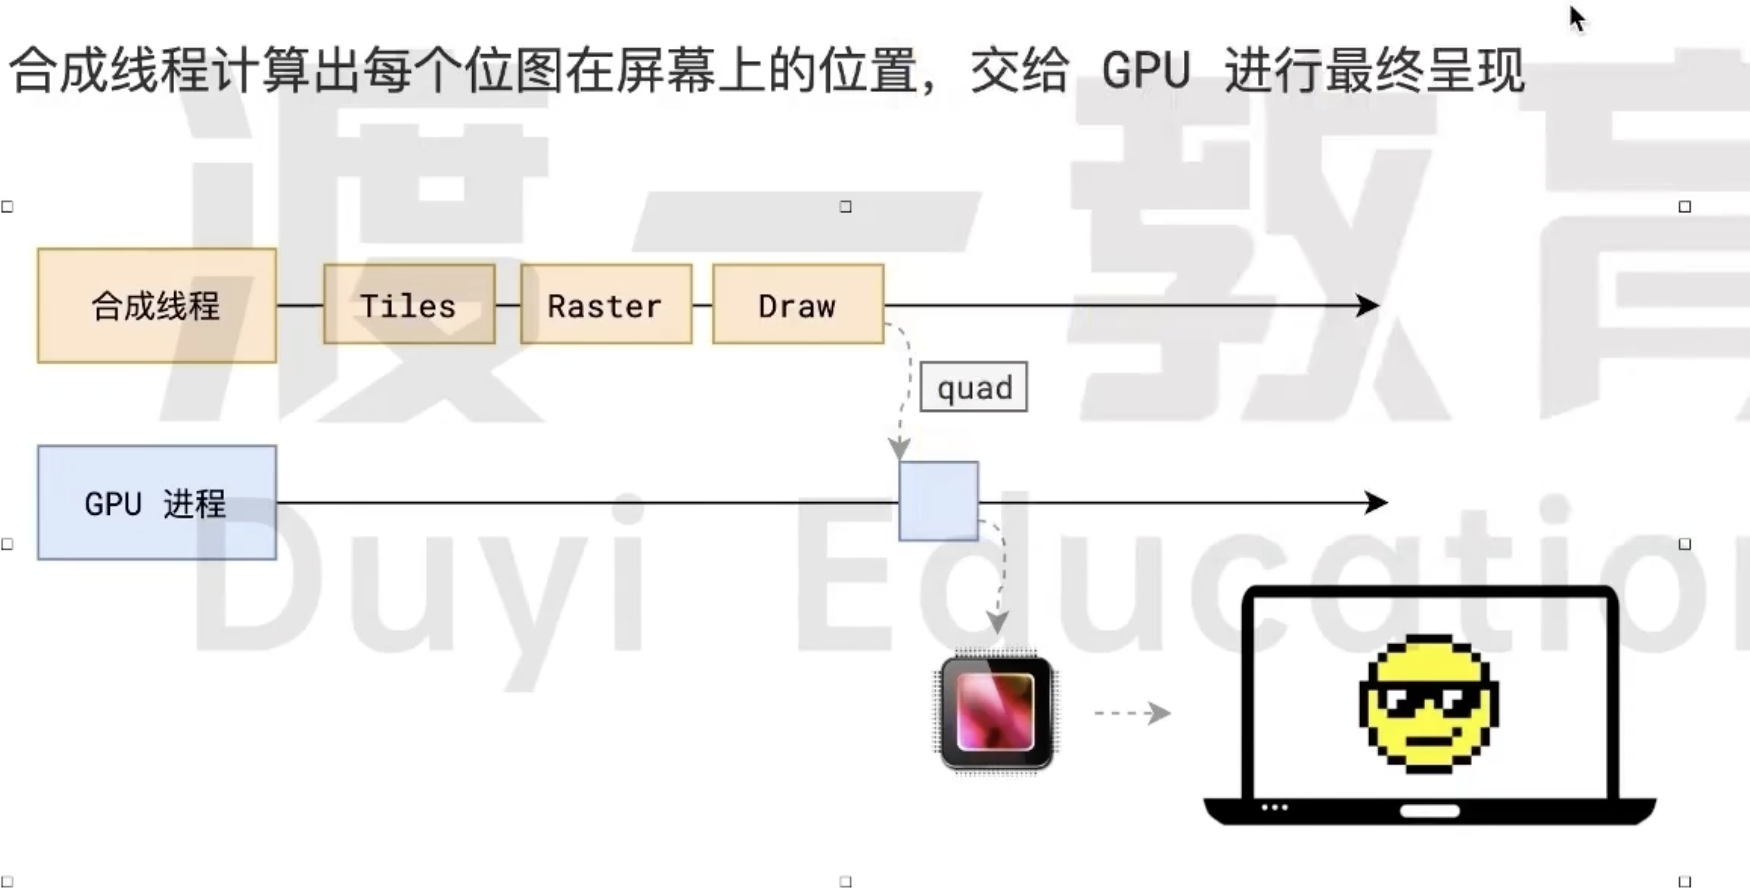 合成线程计算出每个位图在屏幕上的位置，交给 GPU 进行最终呈现
渡一教育
合成线程
Tiles
Raster
Draw
quad
GPU 进程
Duyi Education